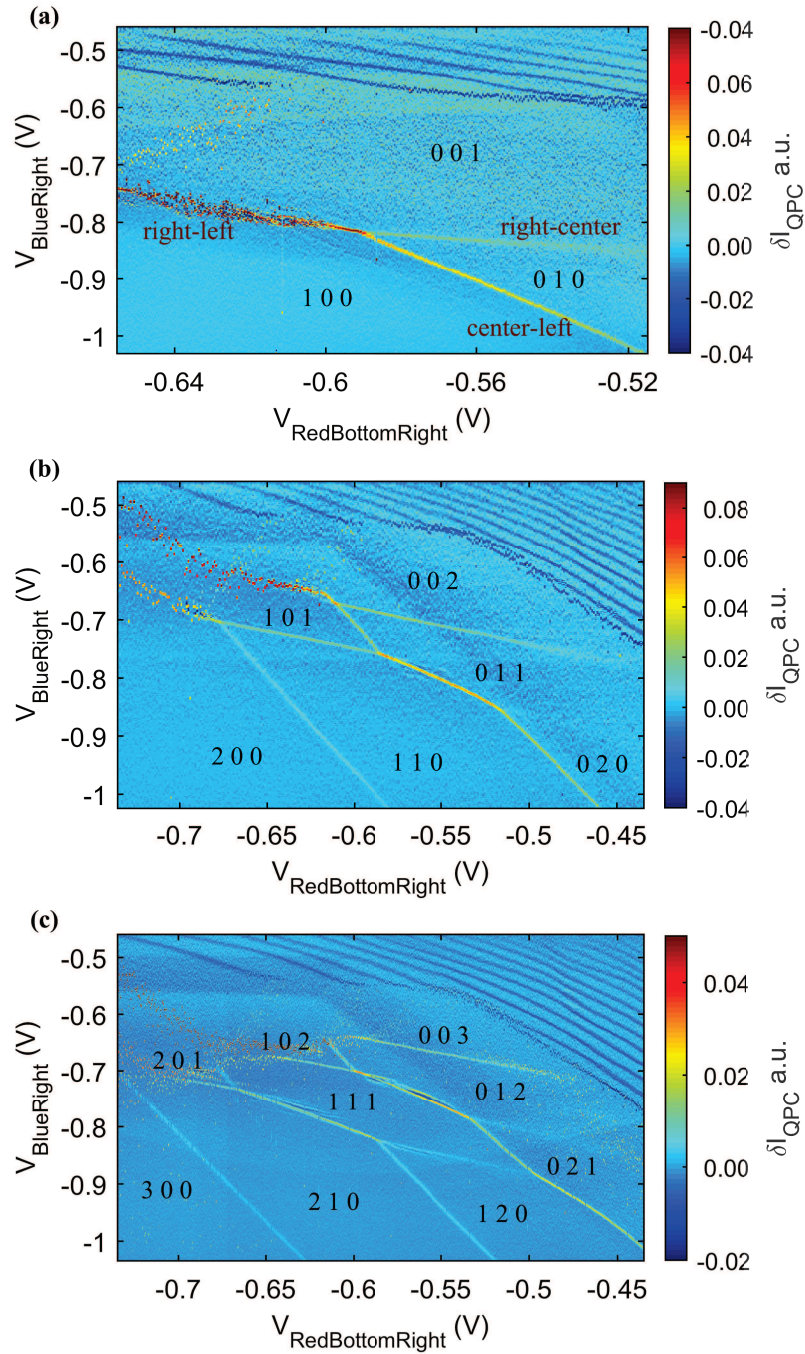 (a)
-0.5
-0.6
-0.7
-0.8
-0.9
-1
V_BlueRight (V)
0 0 1
right-left
right-center
1 0 0
0 1 0
center-left
-0.64
-0.6
-0.56
-0.52
V_RedBottomRight (V)
-0.04
-0.04
0.02
0.00
-0.02
-0.04
δI_QPC a.u.
(b)
-0.5
-0.6
-0.7
-0.8
-0.9
-1
V_BlueRight (V)
0 0 2
1 0 1
0 1 1
2 0 0
1 1 0
0 2 0
-0.7
-0.65
-0.6
-0.55
-0.5
-0.45
V_RedBottomRight (V)
0.08
0.06
0.04
0.02
0.00
-0.02
-0.04
δI_QPC a.u.
(c)
-0.5
-0.6
-0.7
-0.8
-0.9
-1
V_BlueRight (V)
0 0 3
1 0 2
2 0 1
0 1 2
1 1 1
0 2 1
3 0 0
2 1 0
1 2 0
-0.7
-0.65
-0.6
-0.55
-0.5
-0.45
V_RedBottomRight (V)
0.04
0.02
0.00
-0.02
δI_QPC a.u.